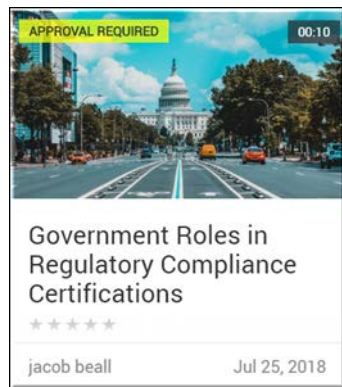 APPROVAL REQUIRED
00:10
Government Roles in
Regulatory Compliance
Certifications
jacob beall
Jul 25, 2018